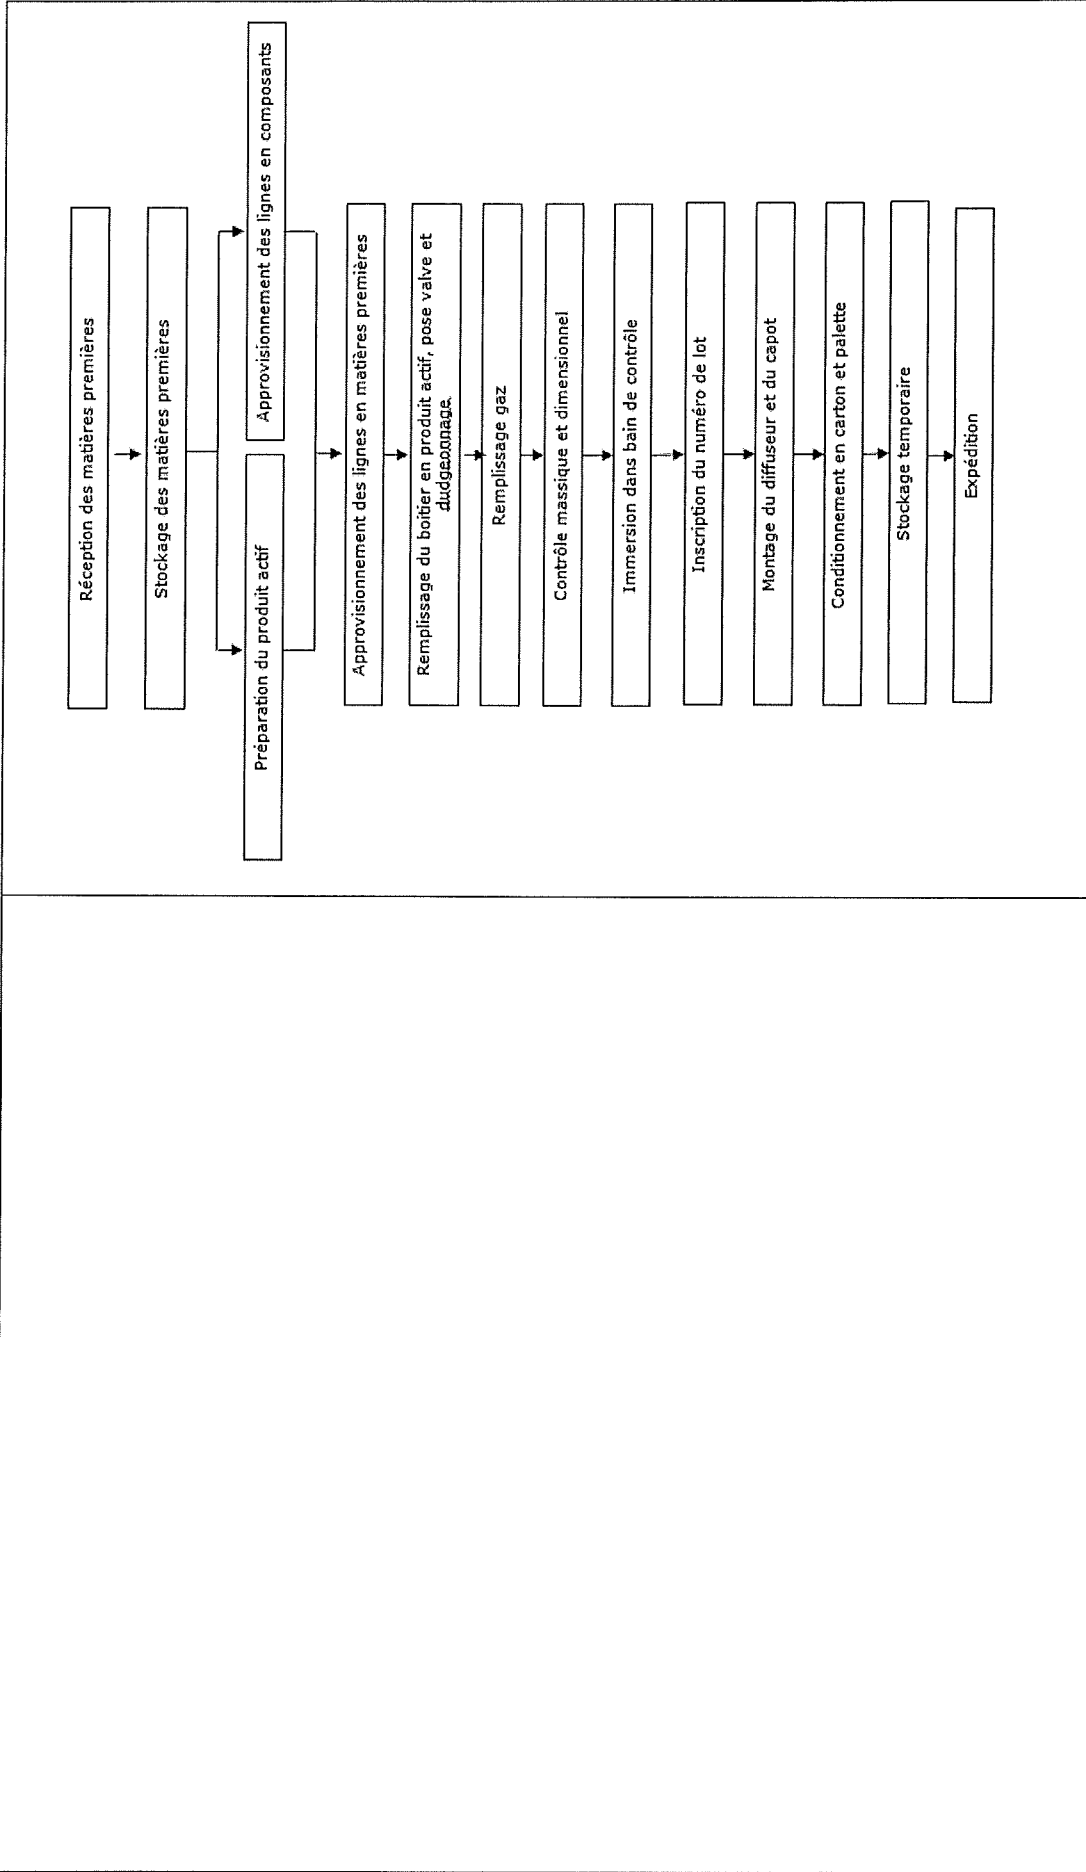 Réception des matières premières
Stockage des matières premières
Préparation du produit actif
Approvisionnement des lignes en composants
Approvisionnement des lignes en matières premières
Remplissage du boitier en produit actif, pose valve et
dudgeonnage
Remplissage gaz
Contrôle massique et dimensionnel
Immersion dans bain de contrôle
Inscription du numéro de lot
Montage du diffuseur et du capot
Conditionnement en carton et palette
Stockage temporaire
Expédition